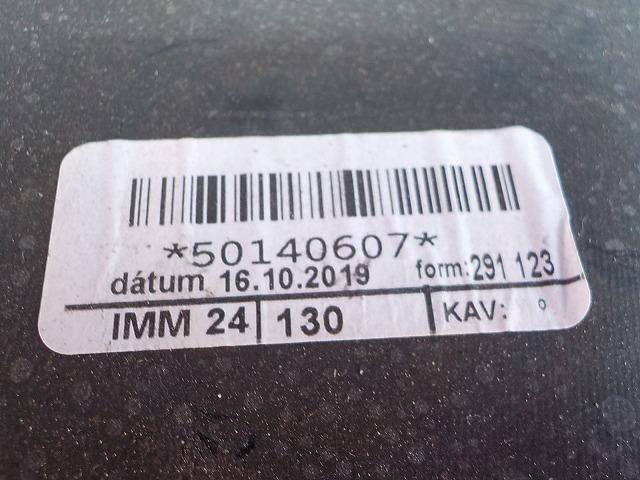 *50140607*
dátum 16.10.2019 form:291 123
IMM 24 130 KAV: